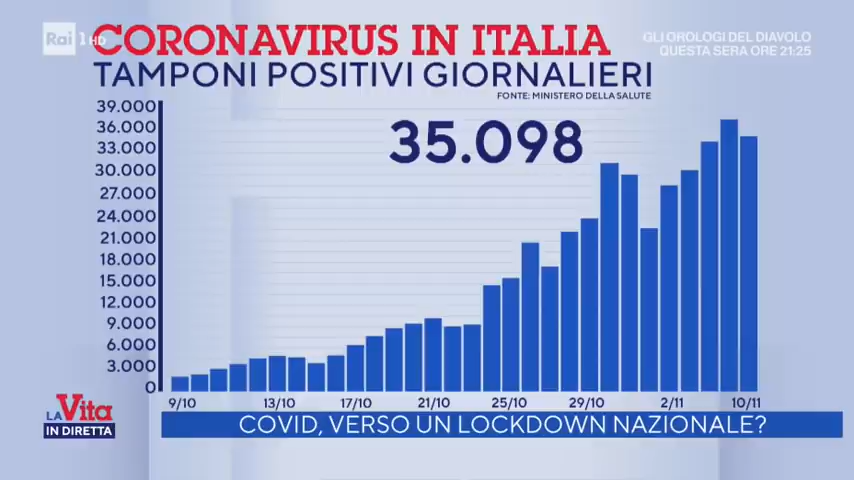 Rai 1 HD
CORONAVIRUS IN ITALIA
GLI OROLOGI DEL DIAVOLO
QUESTA SERA ORE 21:25
TAMPONI POSITIVI GIORNALIERI
FONTE: MINISTERO DELLA SALUTE
35.098
39.000
36.000
33.000
30.000
27.000
24.000
21.000
18.000
15.000
12.000
9.000
6.000
3.000
0
9/10 13/10 17/10 21/10 25/10 29/10 2/11 10/11
LA Vita
IN DIRETTA
COVID, VERSO UN LOCKDOWN NAZIONALE?